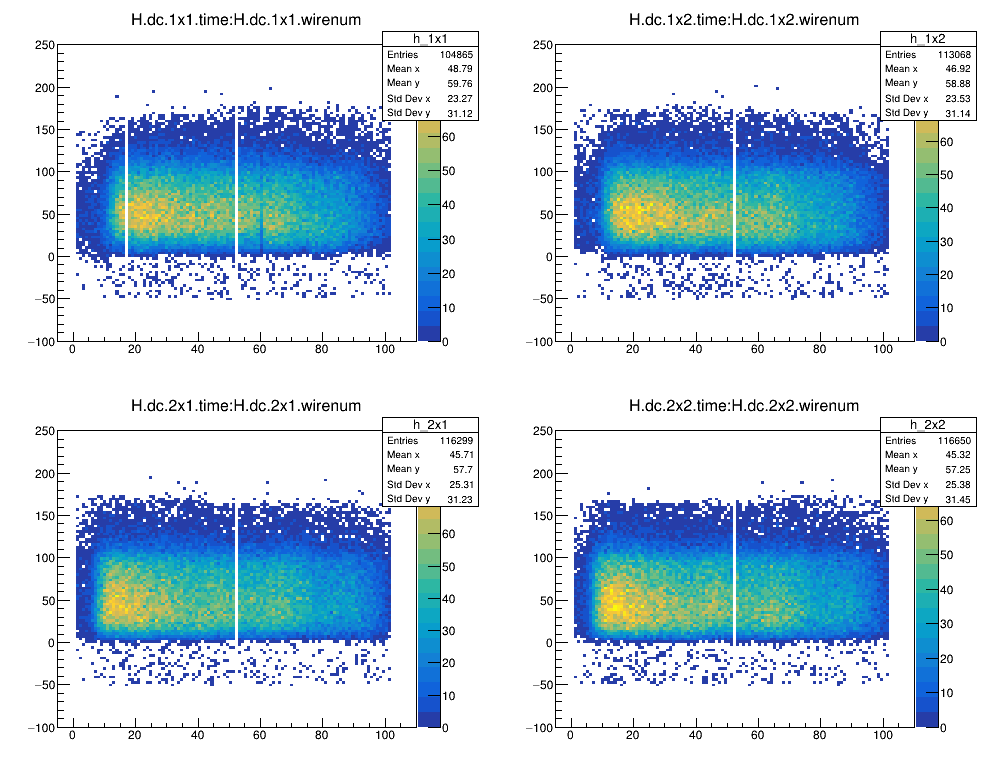 H.dc.1x1.time:H.dc.1x1.wirenum
h_1x1
Entries 104865
Mean x 48.79
Mean y 59.76
Std Dev x 23.27
Std Dev y 31.12
250
200
150
100
50
0
−50
−100
0 20 40 60 80 100
60
50
40
30
20
10
0
H.dc.1x2.time:H.dc.1x2.wirenum
h_1x2
Entries 113068
Mean x 46.92
Mean y 58.88
Std Dev x 23.53
Std Dev y 31.14
250
200
150
100
50
0
−50
−100
0 20 40 60 80 100
60
50
40
30
20
10
0
H.dc.2x1.time:H.dc.2x1.wirenum
h_2x1
Entries 116299
Mean x 45.71
Mean y 57.7
Std Dev x 25.31
Std Dev y 31.23
250
200
150
100
50
0
−50
−100
0 20 40 60 80 100
60
50
40
30
20
10
0
H.dc.2x2.time:H.dc.2x2.wirenum
h_2x2
Entries 116650
Mean x 45.32
Mean y 57.25
Std Dev x 25.38
Std Dev y 31.45
250
200
150
100
50
0
−50
−100
0 20 40 60 80 100
60
50
40
30
20
10
0